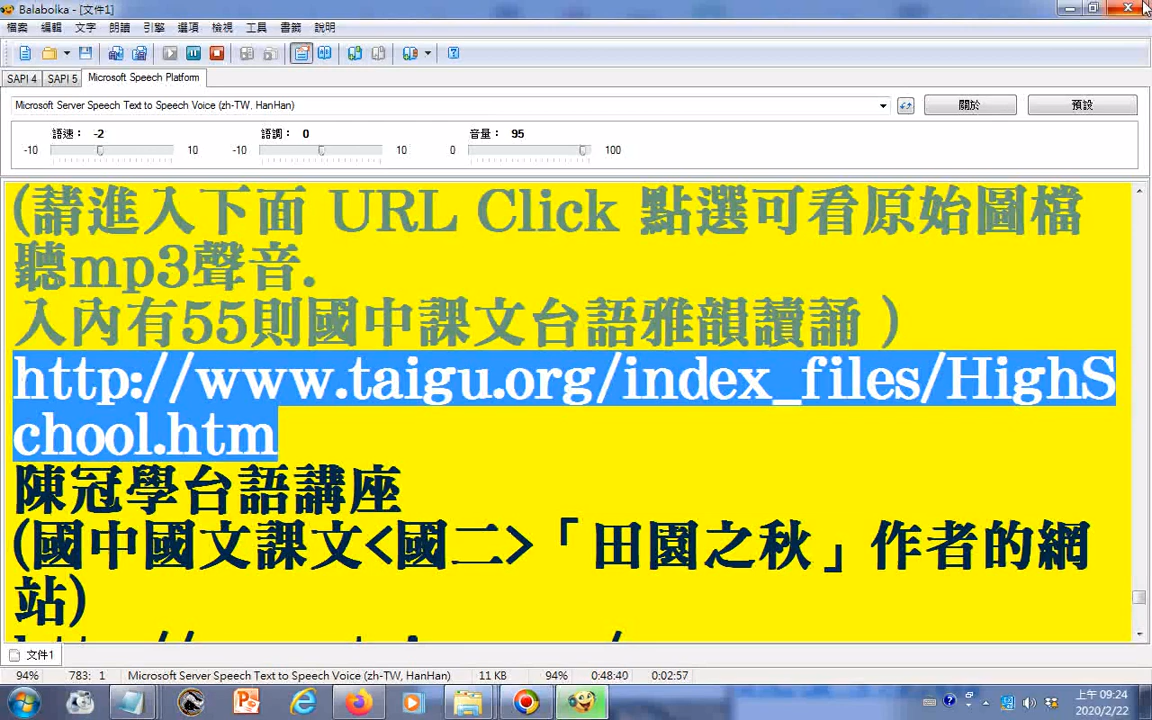 Balabolka - [文件1]
檔案 編輯 文字 朗讀 引擎 選項 檢視 工具 書籤 說明
SAPI 4 SAPI 5 Microsoft Speech Platform
Microsoft Server Speech Text to Speech Voice (zh-TW, HanHan) 關於 預設
語速： -2 語調： 0 音量： 95
-10 10 -10 10 0 100
(請進入下面 URL Click 點選可看原始圖檔
聽mp3聲音.
入內有55則國中課文台語雅韻讀誦 )
http://www.taigu.org/index_files/HighS
chool.htm
陳冠學台語講座
(國中國文課文<國二>「田園之秋」作者的網
站)
文件1
94% 783: 1 Microsoft Server Speech Text to Speech Voice (zh-TW, HanHan) 11 KB 94% 0:48:40 0:02:57
上午 09:24
2020/2/22